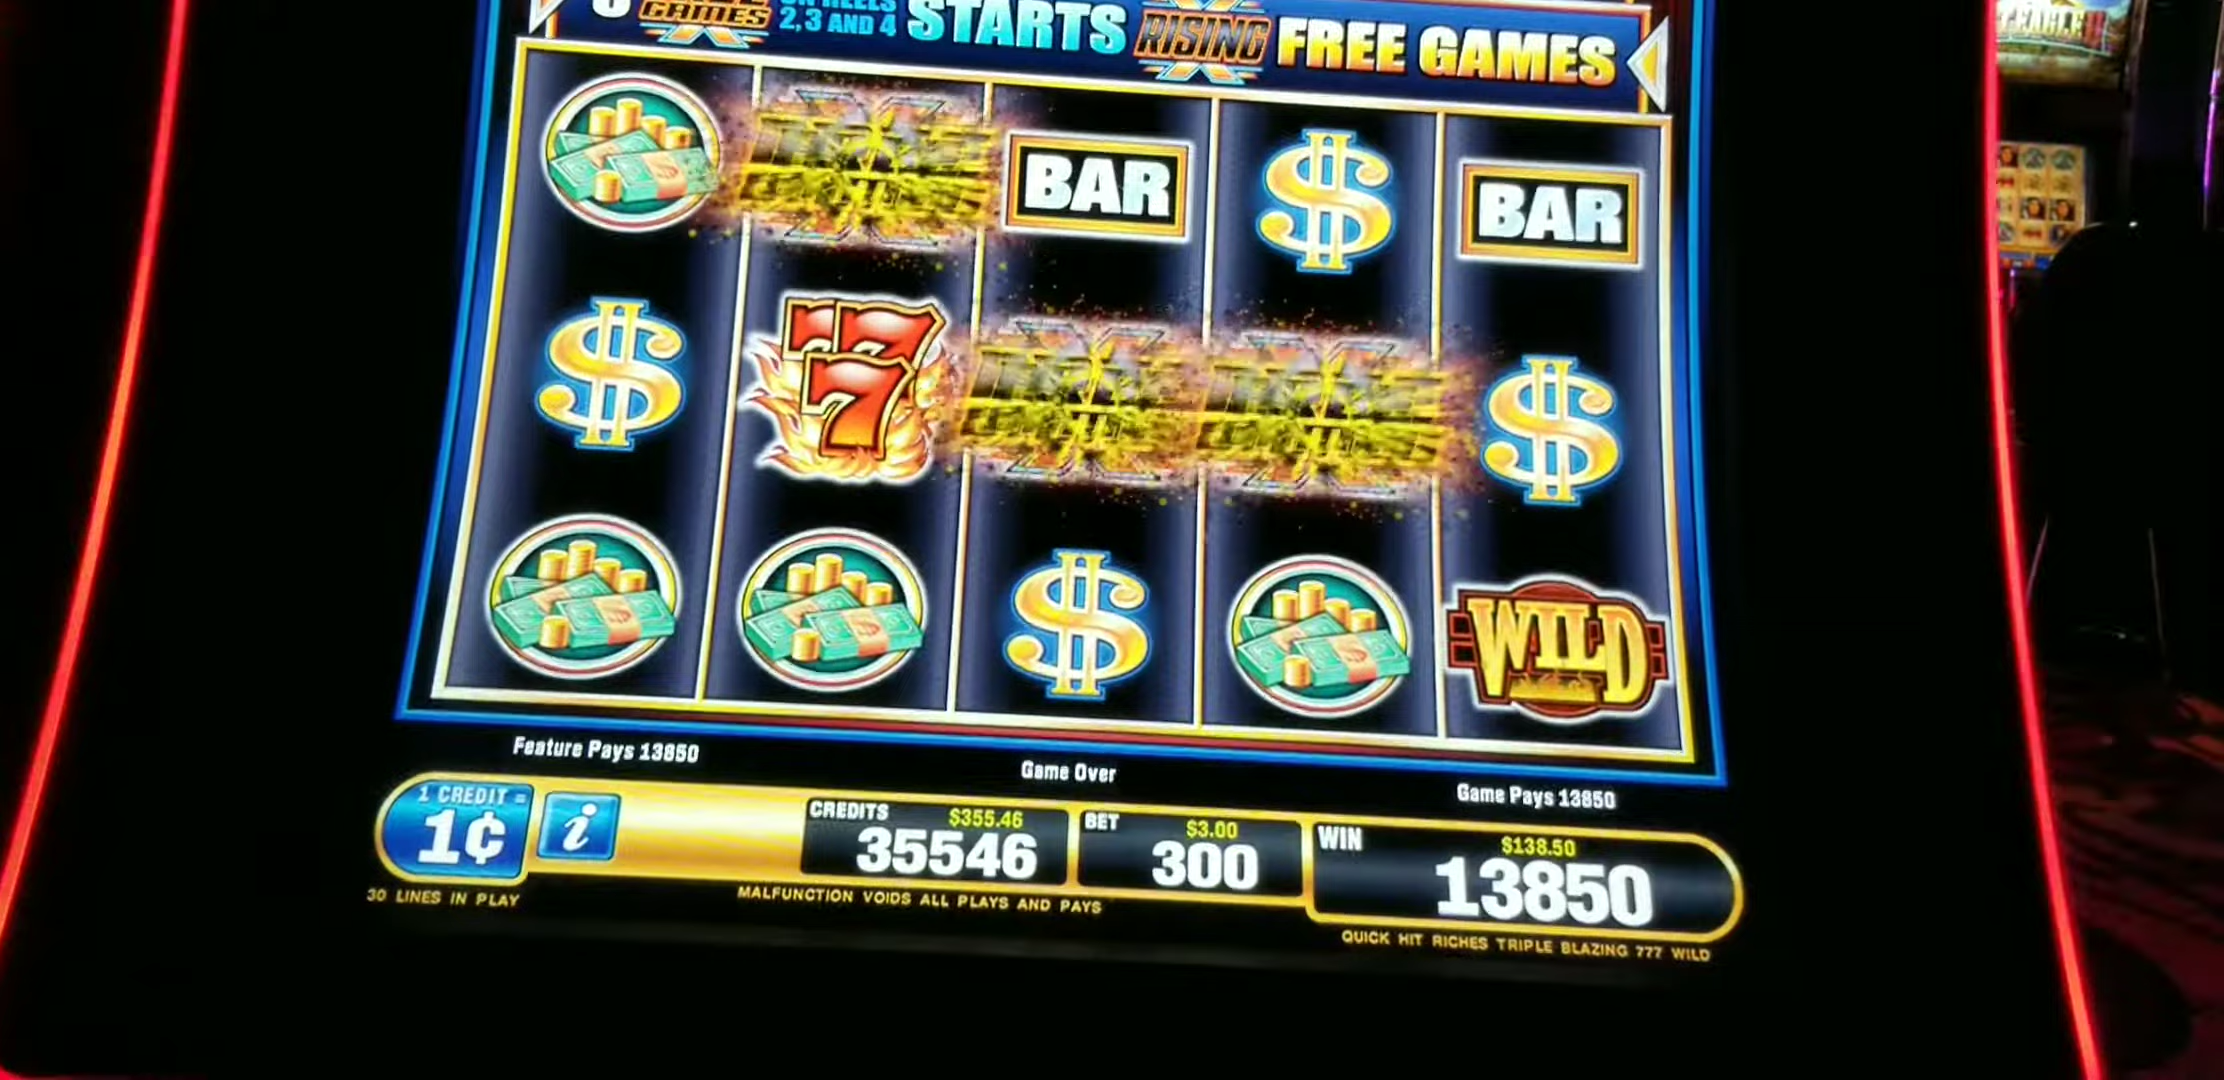 GAMES
2,3 AND 4
STARTS RISING FREE GAMES
BAR
BAR
7
WILD
Feature Pays 13850
Game Over
Game Pays 13850
1 CREDIT =
1¢
i
CREDITS
$355.46
35546
BET
$3.00
300
WIN
$138.50
13850
30 LINES IN PLAY
MALFUNCTION VOIDS ALL PLAYS AND PAYS
QUICK HIT RICHES TRIPLE BLAZING 777 WILD